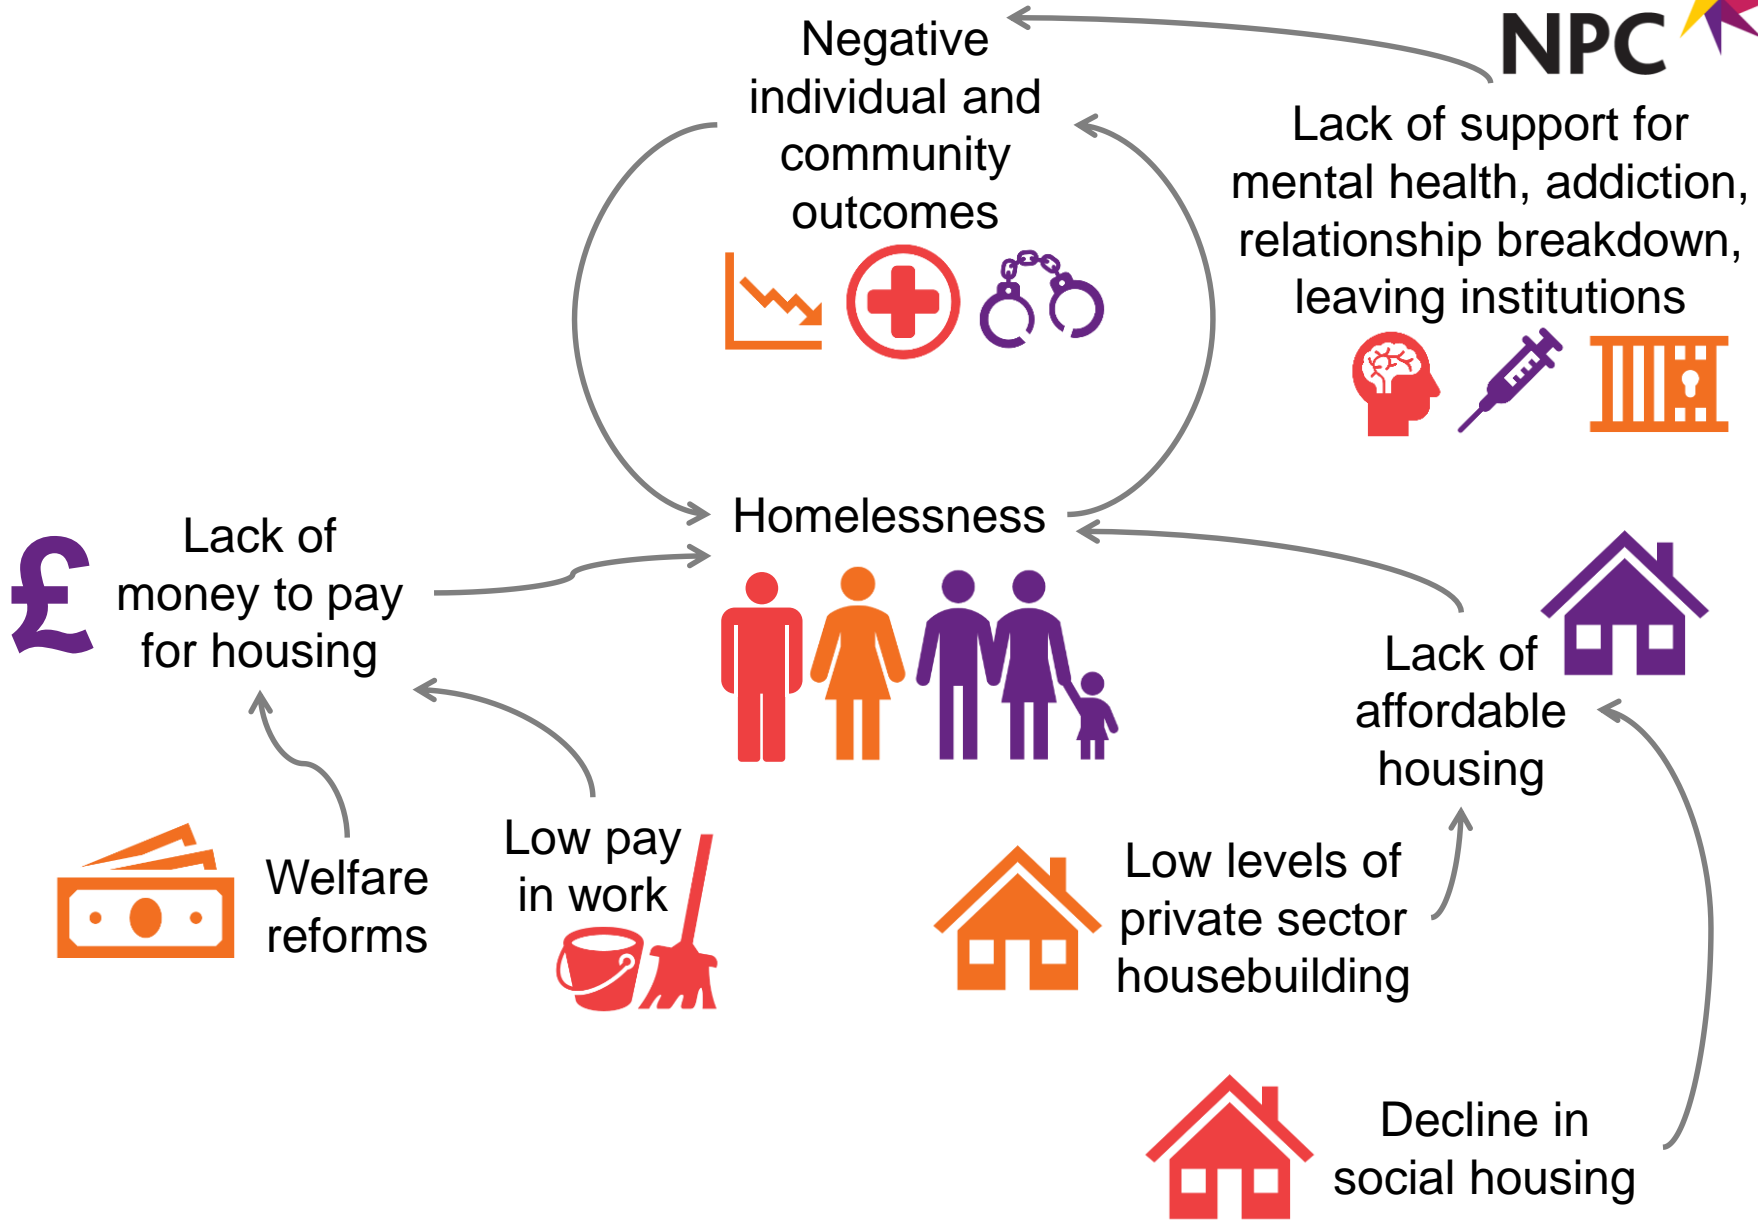 NPC
Negative
individual and
community
outcomes
Lack of support for
mental health, addiction,
relationship breakdown,
leaving institutions
Homelessness
£
Lack of
money to pay
for housing
Lack of
affordable
housing
Welfare
reforms
Low pay
in work
Low levels of
private sector
housebuilding
Decline in
social housing